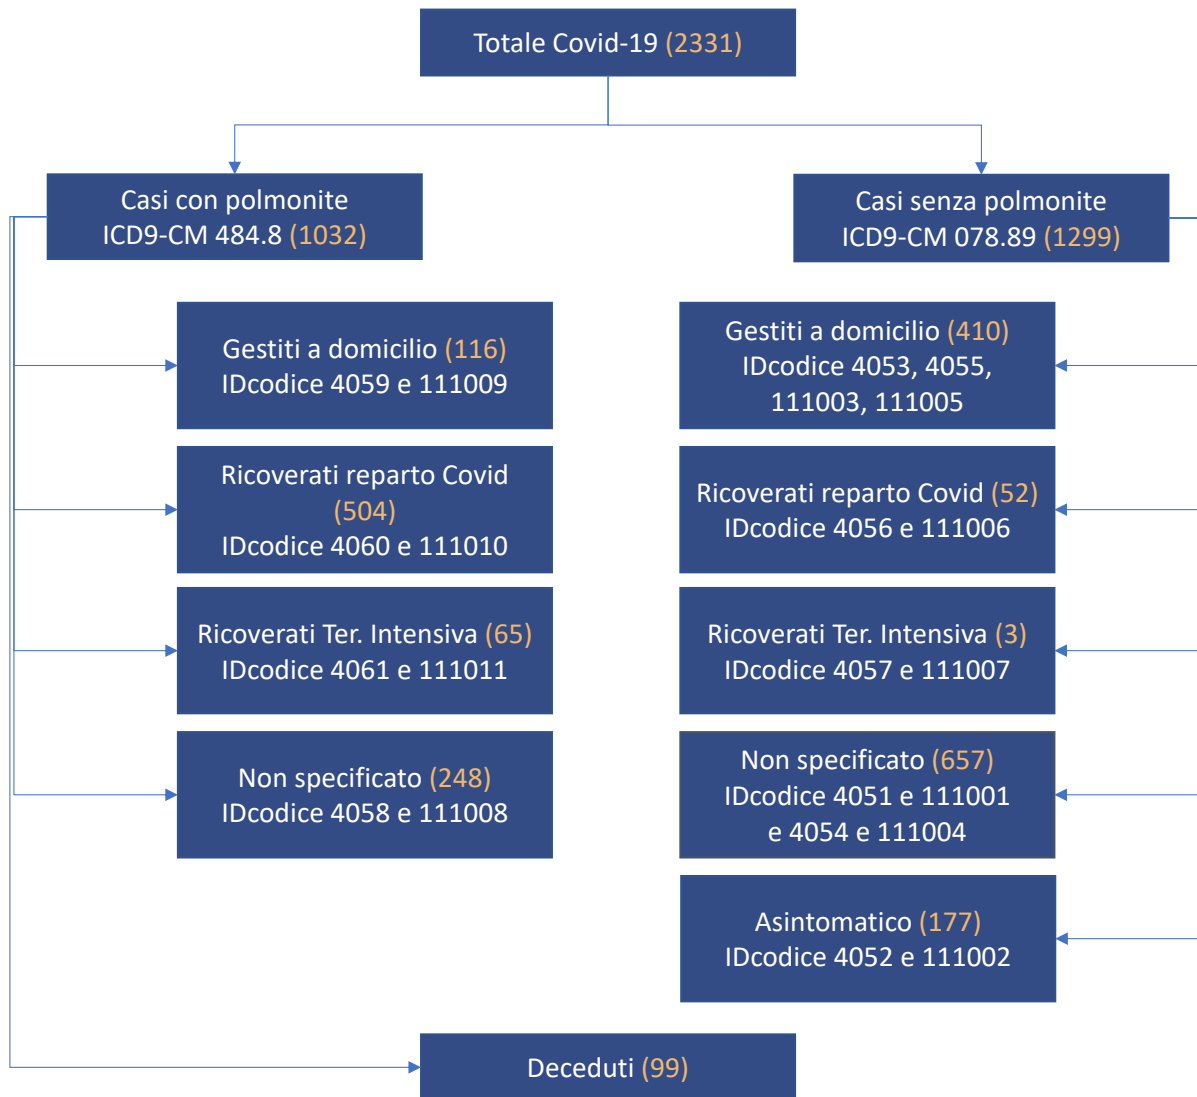 Totale Covid-19 (2331)
Casi con polmonite
ICD9-CM 484.8 (1032)
Casi senza polmonite
ICD9-CM 078.89 (1299)
Gestiti a domicilio (116)
IDcodice 4059 e 111009
Ricoverati reparto Covid
(504)
IDcodice 4060 e 111010
Ricoverati Ter. Intensiva (65)
IDcodice 4061 e 111011
Non specificato (248)
IDcodice 4058 e 111008
Gestiti a domicilio (410)
IDcodice 4053, 4055,
111003, 111005
Ricoverati reparto Covid (52)
IDcodice 4056 e 111006
Ricoverati Ter. Intensiva (3)
IDcodice 4057 e 111007
Non specificato (657)
IDcodice 4051 e 111001
e 4054 e 111004
Asintomatico (177)
IDcodice 4052 e 111002
Deceduti (99)